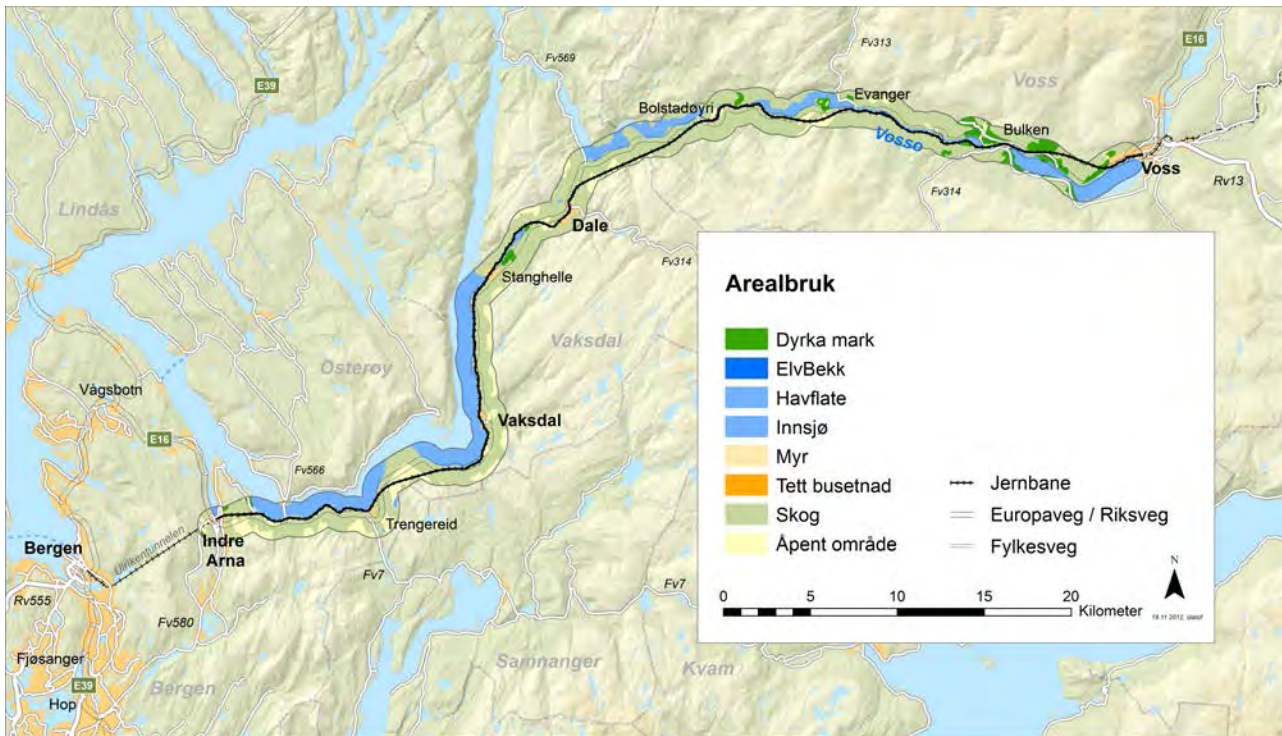 E39
Fv569
Fv313
E16
Voss
Bolstadøyri
Evanger
Bulken
Vosso
Voss
Rv13
Fv314
Lindås
Dale
Fv314
Stanghelle
Vaksdal
Osterøy
Vågsbotn
E16
Vaksdal
Fv566
Trengereid
Indre
Arna
Ulrikentunnelen
Bergen
Rv555
Fv580
Fv7
Fv7
Fjøsanger
E39
Hop
Bergen
Samnanger
Kvam
Arealbruk
Dyrka mark
ElvBekk
Havflate
Innsjø
Myr
Tett busetnad
Skog
Åpent område
Jernbane
Europaveg / Riksveg
Fylkesveg
N
0 5 10 15 20
Kilometer